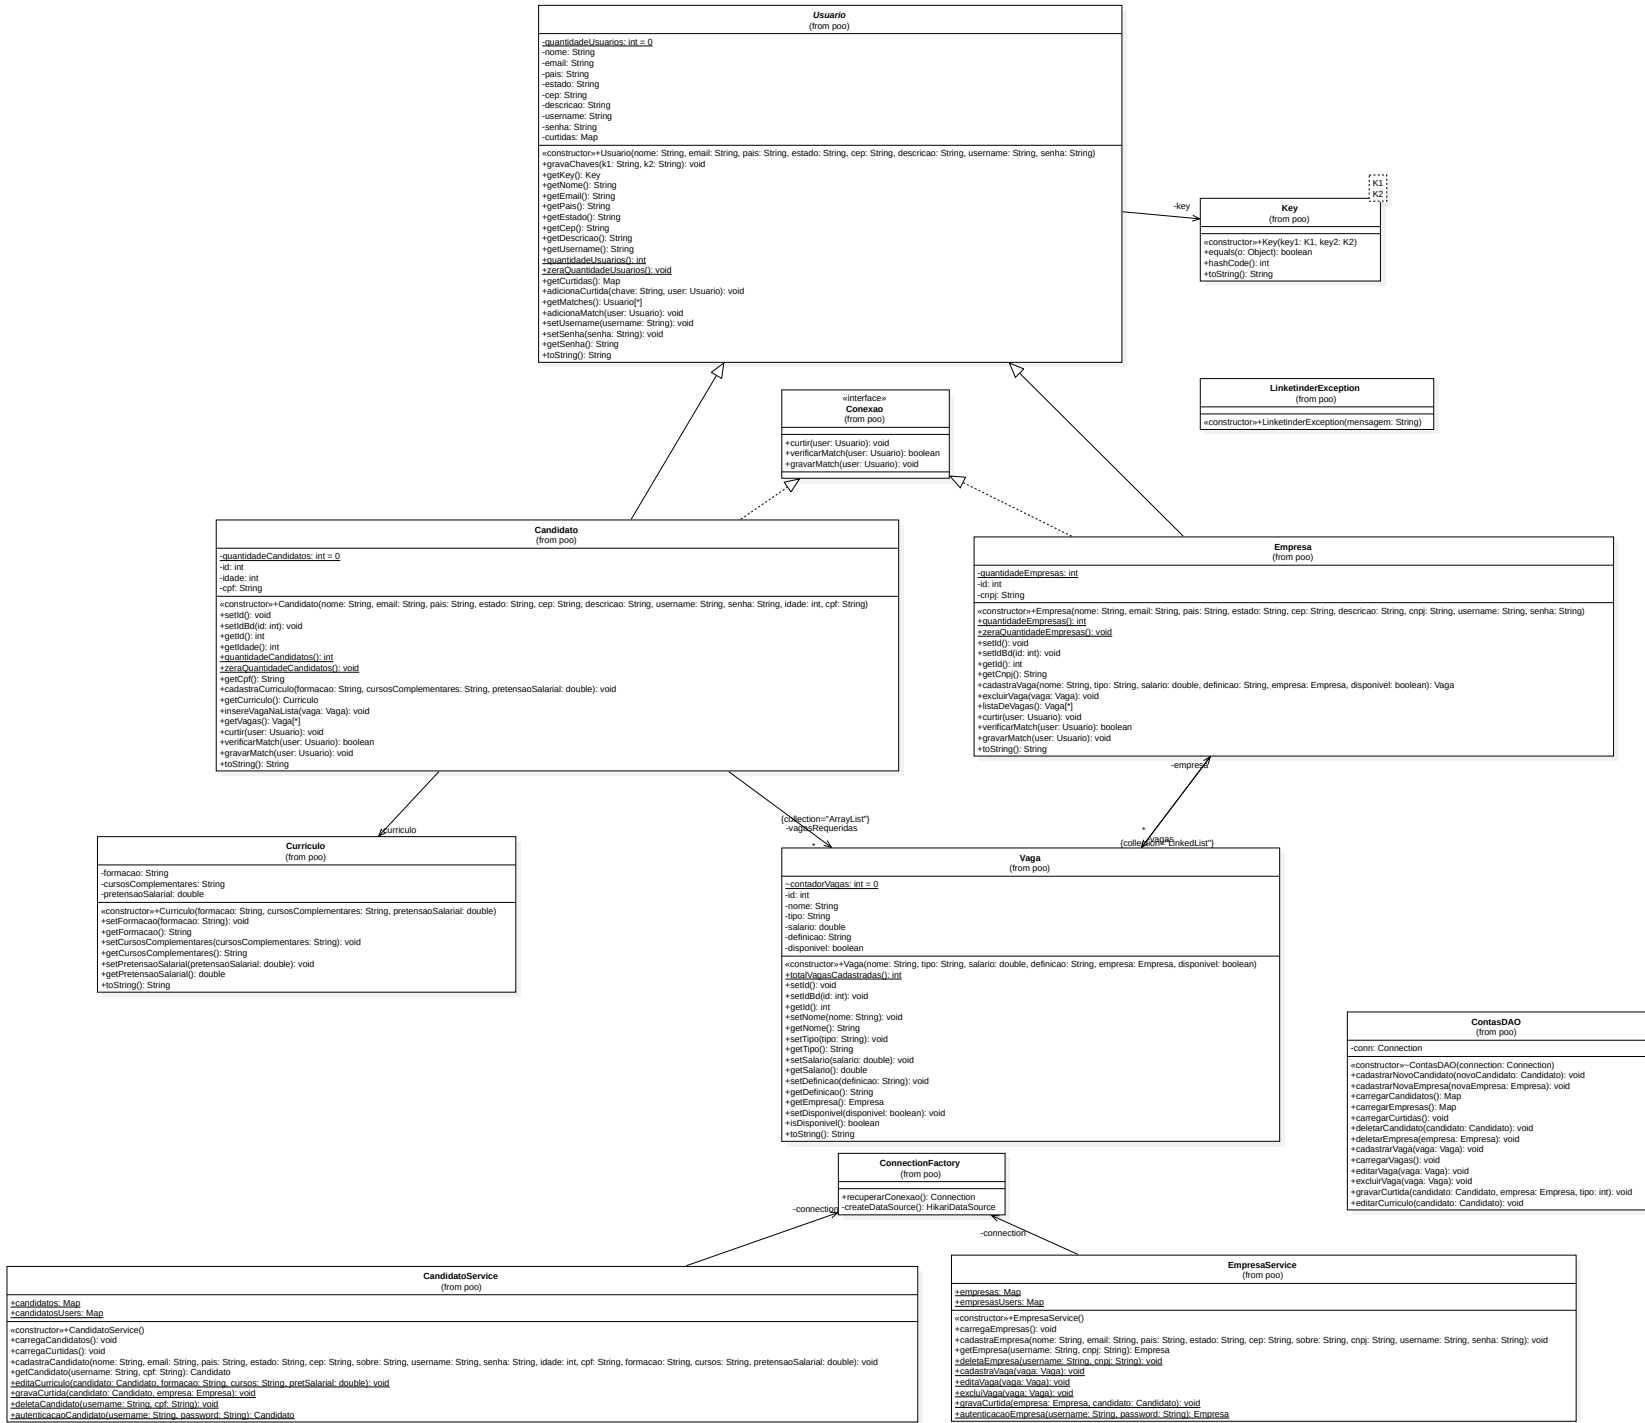 Usuario
(from poo)
-quantidadeUsuarios: int = 0
-nome: String
-email: String
-pais: String
-estado: String
-cep: String
-descricao: String
-username: String
-senha: String
-curtidas: Map
«constructor»+Usuario(nome: String, email: String, pais: String, estado: String, cep: String, descricao: String, username: String, senha: String)
+gravaChaves(k1: String, k2: String): void
+getKey(): Key
+getNome(): String
+getEmail(): String
+getPais(): String
+getEstado(): String
+getCep(): String
+getDescricao(): String
+getUsername(): String
+quantidadeUsuarios(): int
+zeraQuantidadeUsuarios(): void
+getCurtidas(): Map
+adicionaCurtida(chave: String, user: Usuario): void
+getMatches(): Usuario[*]
+adicionaMatch(user: Usuario): void
+setUsername(username: String): void
+setSenha(senha: String): void
+getSenha(): String
+toString(): String
-key
K1
K2
Key
(from poo)
«constructor»+Key(key1: K1, key2: K2)
+equals(o: Object): boolean
+hashCode(): int
+toString(): String
LinketinderException
(from poo)
«constructor»+LinketinderException(mensagem: String)
«interface»
Conexao
(from poo)
+curtir(user: Usuario): void
+verificarMatch(user: Usuario): boolean
+gravarMatch(user: Usuario): void
Candidato
(from poo)
-quantidadeCandidatos: int = 0
-id: int
-idade: int
-cpf: String
«constructor»+Candidato(nome: String, email: String, pais: String, estado: String, cep: String, descricao: String, username: String, senha: String, idade: int, cpf: String)
+setId(): void
+setIdBd(id: int): void
+getId(): int
+getIdade(): int
+quantidadeCandidatos(): int
+zeraQuantidadeCandidatos(): void
+getCpf(): String
+cadastraCurriculo(formacao: String, cursosComplementares: String, pretensaoSalarial: double): void
+getCurriculo(): Curriculo
+insereVagaNaLista(vaga: Vaga): void
+getVagas(): Vaga[*]
+curtir(user: Usuario): void
+verificarMatch(user: Usuario): boolean
+gravarMatch(user: Usuario): void
+toString(): String
Empresa
(from poo)
-quantidadeEmpresas: int
-id: int
-cnpj: String
«constructor»+Empresa(nome: String, email: String, pais: String, estado: String, cep: String, descricao: String, cnpj: String, username: String, senha: String)
+quantidadeEmpresas(): int
+zeraQuantidadeEmpresas(): void
+setId(): void
+setIdBd(id: int): void
+getId(): int
+getCnpj(): String
+cadastraVaga(nome: String, tipo: String, salario: double, definicao: String, empresa: Empresa, disponivel: boolean): Vaga
+excluirVaga(vaga: Vaga): void
+listaDeVagas(): Vaga[*]
+curtir(user: Usuario): void
+verificarMatch(user: Usuario): boolean
+gravarMatch(user: Usuario): void
+toString(): String
-empresa
-curriculo
{collection="ArrayList"}
-vagasRequeridas
*
*
-vagas
{collection="LinkedList"}
Curriculo
(from poo)
-formacao: String
-cursosComplementares: String
-pretensaoSalarial: double
«constructor»+Curriculo(formacao: String, cursosComplementares: String, pretensaoSalarial: double)
+setFormacao(formacao: String): void
+getFormacao(): String
+setCursosComplementares(cursosComplementares: String): void
+getCursosComplementares(): String
+setPretensaoSalarial(pretensaoSalarial: double): void
+getPretensaoSalarial(): double
+toString(): String
Vaga
(from poo)
~contadorVagas: int = 0
-id: int
-nome: String
-tipo: String
-salario: double
-definicao: String
-disponivel: boolean
«constructor»+Vaga(nome: String, tipo: String, salario: double, definicao: String, empresa: Empresa, disponivel: boolean)
+totalVagasCadastradas(): int
+setId(): void
+setIdBd(id: int): void
+getId(): int
+setNome(nome: String): void
+getNome(): String
+setTipo(tipo: String): void
+getTipo(): String
+setSalario(salario: double): void
+getSalario(): double
+setDefinicao(definicao: String): void
+getDefinicao(): String
+getEmpresa(): Empresa
+setDisponivel(disponivel: boolean): void
+isDisponivel(): boolean
+toString(): String
ContasDAO
(from poo)
-conn: Connection
«constructor»~ContasDAO(connection: Connection)
+cadastrarNovoCandidato(novoCandidato: Candidato): void
+cadastrarNovaEmpresa(novaEmpresa: Empresa): void
+carregarCandidatos(): Map
+carregarEmpresas(): Map
+carregarCurtidas(): void
+deletarCandidato(candidato: Candidato): void
+deletarEmpresa(empresa: Empresa): void
+cadastrarVaga(vaga: Vaga): void
+carregarVagas(): void
+editarVaga(vaga: Vaga): void
+excluirVaga(vaga: Vaga): void
+gravarCurtida(candidato: Candidato, empresa: Empresa, tipo: int): void
+editarCurriculo(candidato: Candidato): void
ConnectionFactory
(from poo)
+recuperarConexao(): Connection
-createDataSource(): HikariDataSource
-connection
-connection
CandidatoService
(from poo)
+candidatos: Map
+candidatosUsers: Map
«constructor»+CandidatoService()
+carregaCandidatos(): void
+carregaCurtidas(): void
+cadastraCandidato(nome: String, email: String, pais: String, estado: String, cep: String, sobre: String, username: String, senha: String, idade: int, cpf: String, formacao: String, cursos: String, pretensaoSalarial: double): void
+getCandidato(username: String, cpf: String): Candidato
+editaCurriculo(candidato: Candidato, formacao: String, cursos: String, pretSalarial: double): void
+gravaCurtida(candidato: Candidato, empresa: Empresa): void
+deletaCandidato(username: String, cpf: String): void
+autenticacaoCandidato(username: String, password: String): Candidato
EmpresaService
(from poo)
+empresas: Map
+empresasUsers: Map
«constructor»+EmpresaService()
+carregaEmpresas(): void
+cadastraEmpresa(nome: String, email: String, pais: String, estado: String, cep: String, sobre: String, cnpj: String, username: String, senha: String): void
+getEmpresa(username: String, cnpj: String): Empresa
+deletaEmpresa(username: String, cnpj: String): void
+cadastraVaga(vaga: Vaga): void
+editaVaga(vaga: Vaga): void
+excluiVaga(vaga: Vaga): void
+gravaCurtida(empresa: Empresa, candidato: Candidato): void
+autenticacaoEmpresa(username: String, password: String): Empresa